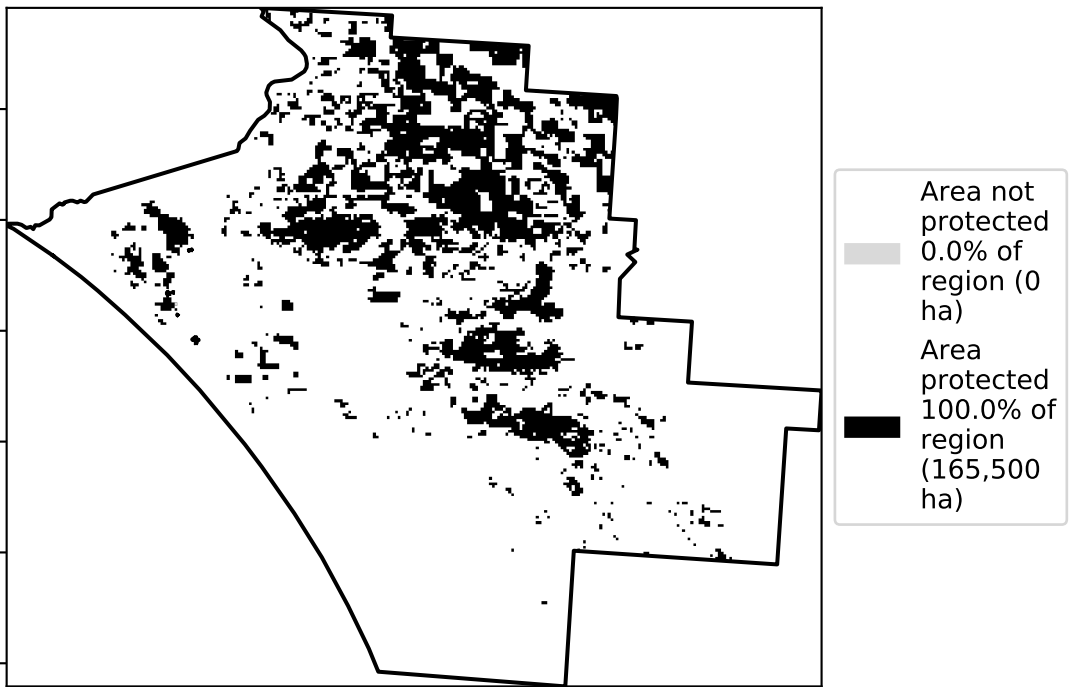 Area not
protected
0.0% of
region (0
ha)
Area
protected
100.0% of
region
(165,500
ha)